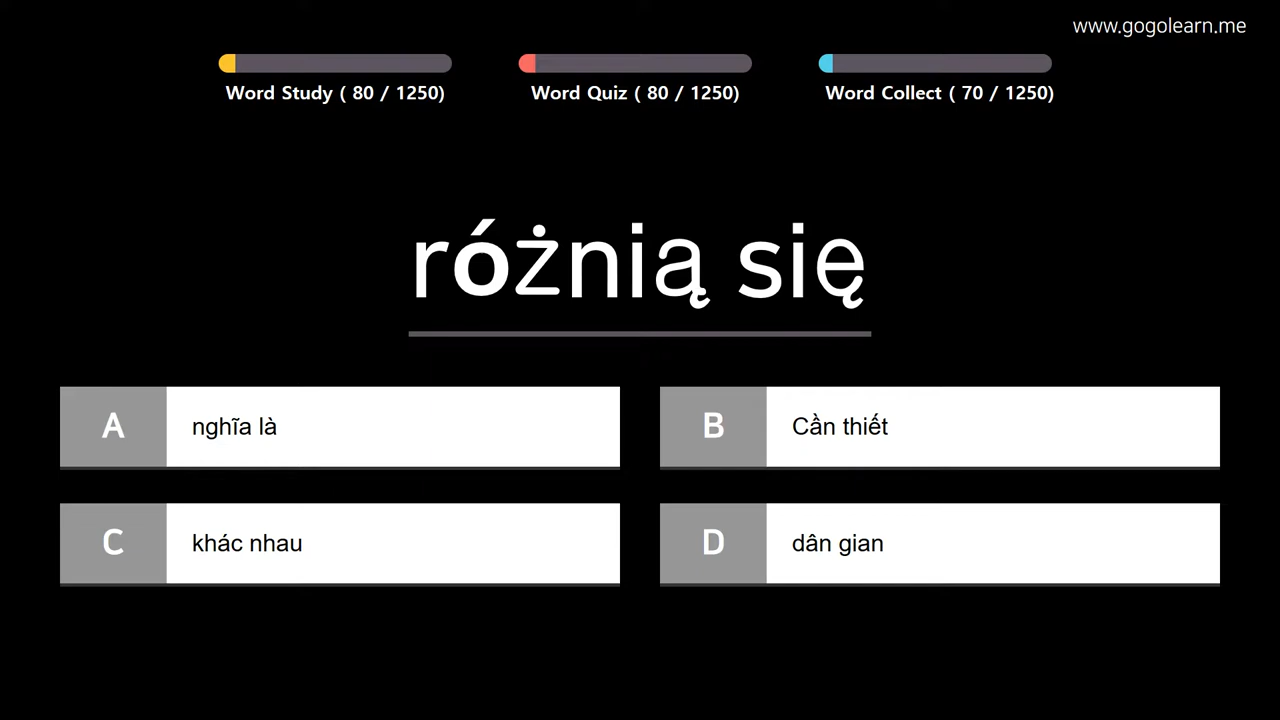 www.gogolearn.me
Word Study ( 80 / 1250)
Word Quiz ( 80 / 1250)
Word Collect ( 70 / 1250)
różnią się
A nghĩa là
B Cần thiết
C khác nhau
D dân gian